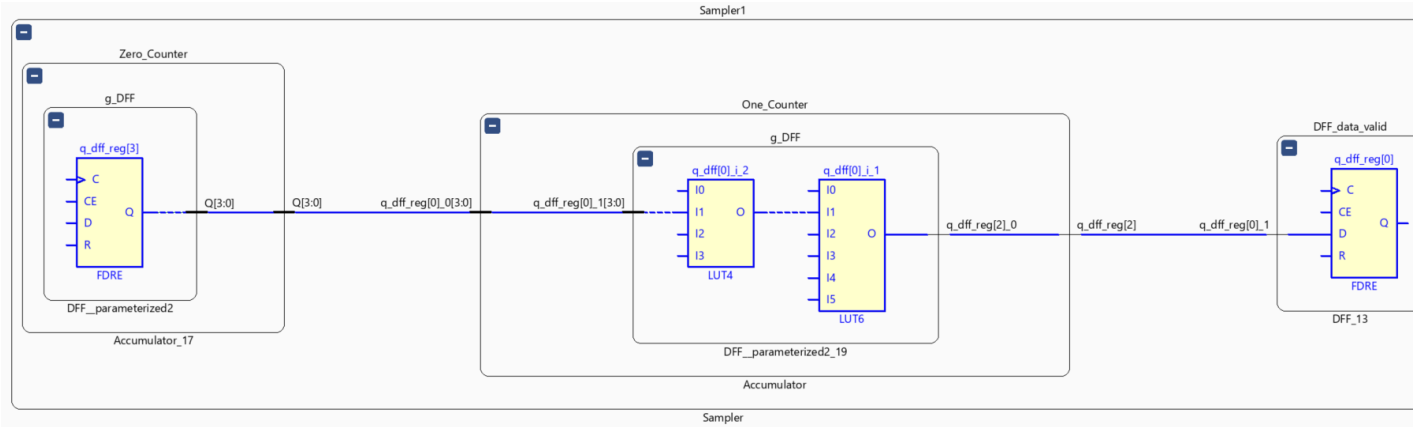 Sampler1
Zero_Counter
g_DFF
q_dff_reg[3]
C
CE
D
R
Q
FDRE
DFF__parameterized2
Accumulator_17
Q[3:0]
Q[3:0]
q_dff_reg[0]_0[3:0]
One_Counter
q_dff_reg[0]_1[3:0]
g_DFF
q_dff[0]_i_2
I0
I1
I2
I3
O
LUT4
q_dff[0]_i_1
I0
I1
I2
I3
I4
I5
O
LUT6
DFF__parameterized2_19
Accumulator
q_dff_reg[2]_0
q_dff_reg[2]
q_dff_reg[0]_1
DFF_data_valid
q_dff_reg[0]
C
CE
D
R
Q
FDRE
DFF_13
Sampler